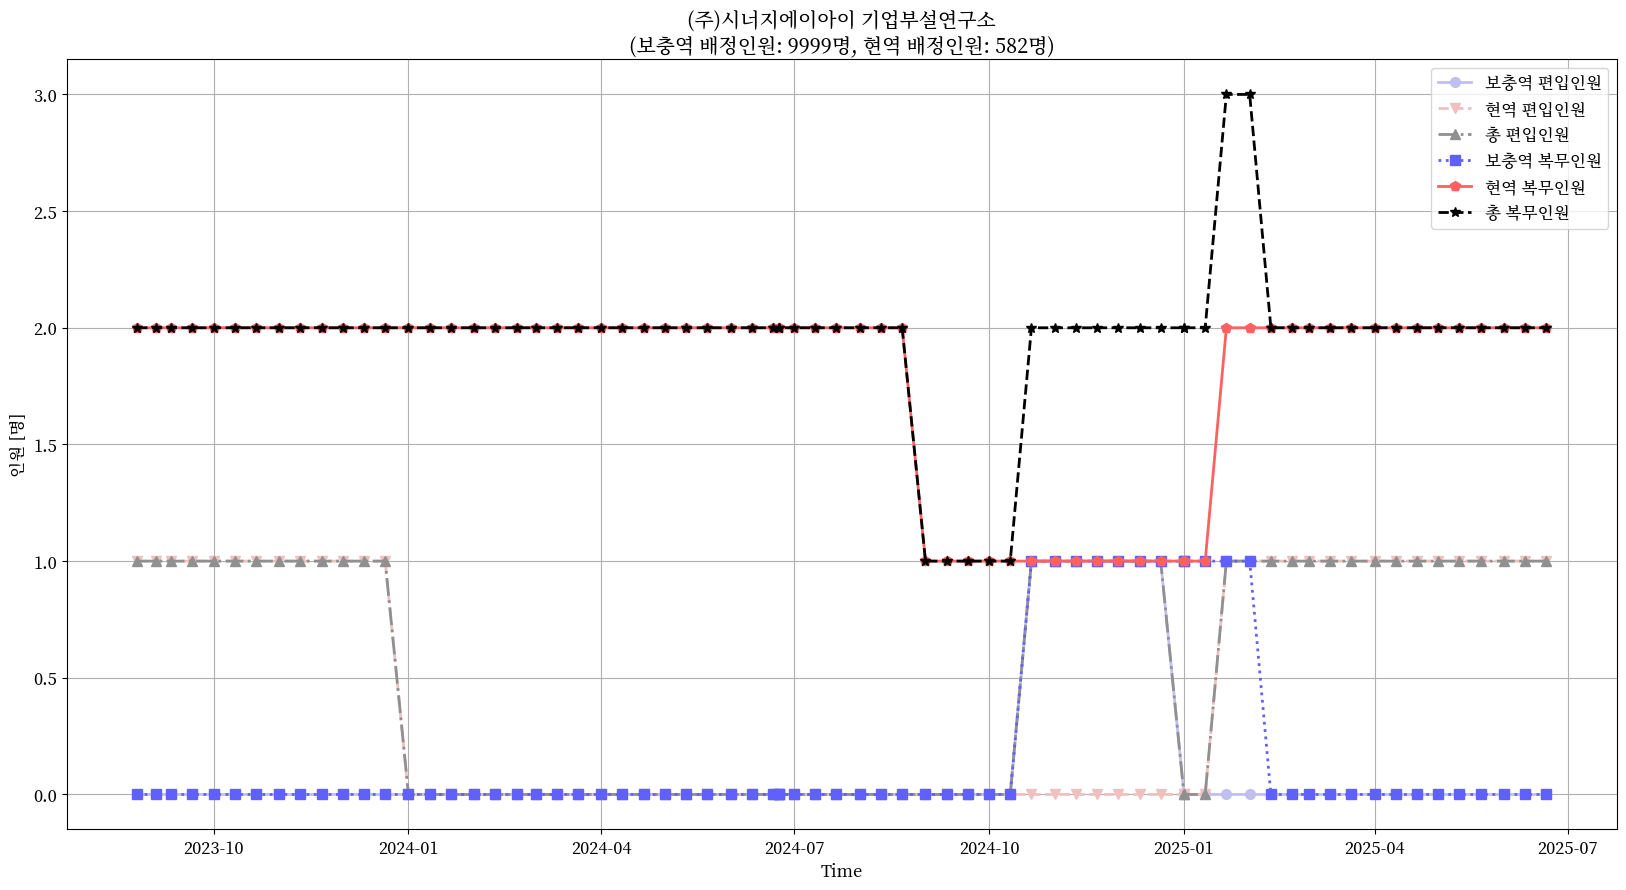 (주)시너지에이아이 기업부설연구소
(보충역 배정인원: 9999명, 현역 배정인원: 582명)
보충역 편입인원
현역 편입인원
총 편입인원
보충역 복무인원
현역 복무인원
총 복무인원
인원 [명]
3.0
2.5
2.0
1.5
1.0
0.5
0.0
2023-10
2024-01
2024-04
2024-07
2024-10
2025-01
2025-04
2025-07
Time